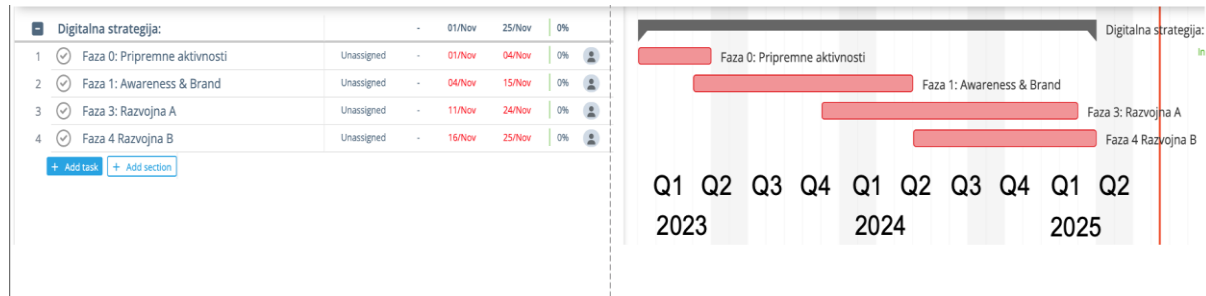 Digitalna strategija: - 01/Nov 25/Nov 0%
1 Faza 0: Pripremne aktivnosti Unassigned - 01/Nov 04/Nov 0%
2 Faza 1: Awareness & Brand Unassigned - 04/Nov 15/Nov 0%
3 Faza 3: Razvojna A Unassigned - 11/Nov 24/Nov 0%
4 Faza 4 Razvojna B Unassigned - 16/Nov 25/Nov 0%
+ Add task + Add section
Digitalna strategija:
In
Faza 0: Pripremne aktivnosti
Faza 1: Awareness & Brand
Faza 3: Razvojna A
Faza 4 Razvojna B
Q1 Q2 Q3 Q4 Q1 Q2 Q3 Q4 Q1 Q2
2023 2024 2025